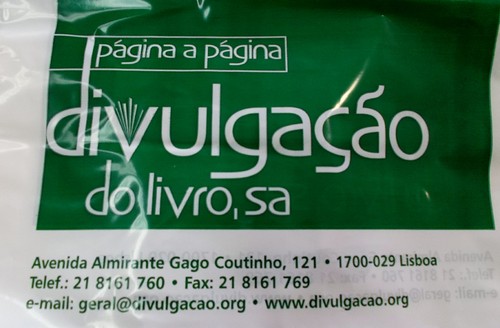 página a página
divulgação
do livro, sa
Avenida Almirante Gago Coutinho, 121 • 1700-029 Lisboa
Telef.: 21 8161 760 • Fax: 21 8161 769
e-mail: geral@divulgacao.org • www.divulgacao.org